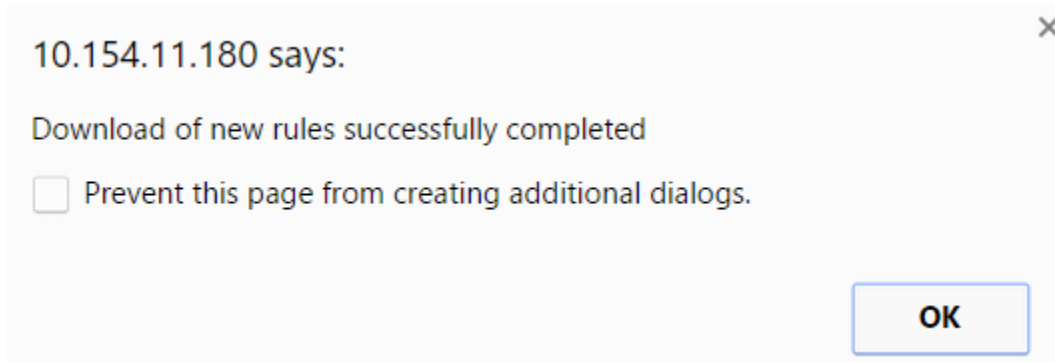 10.154.11.180 says:
Download of new rules successfully completed
Prevent this page from creating additional dialogs.
OK